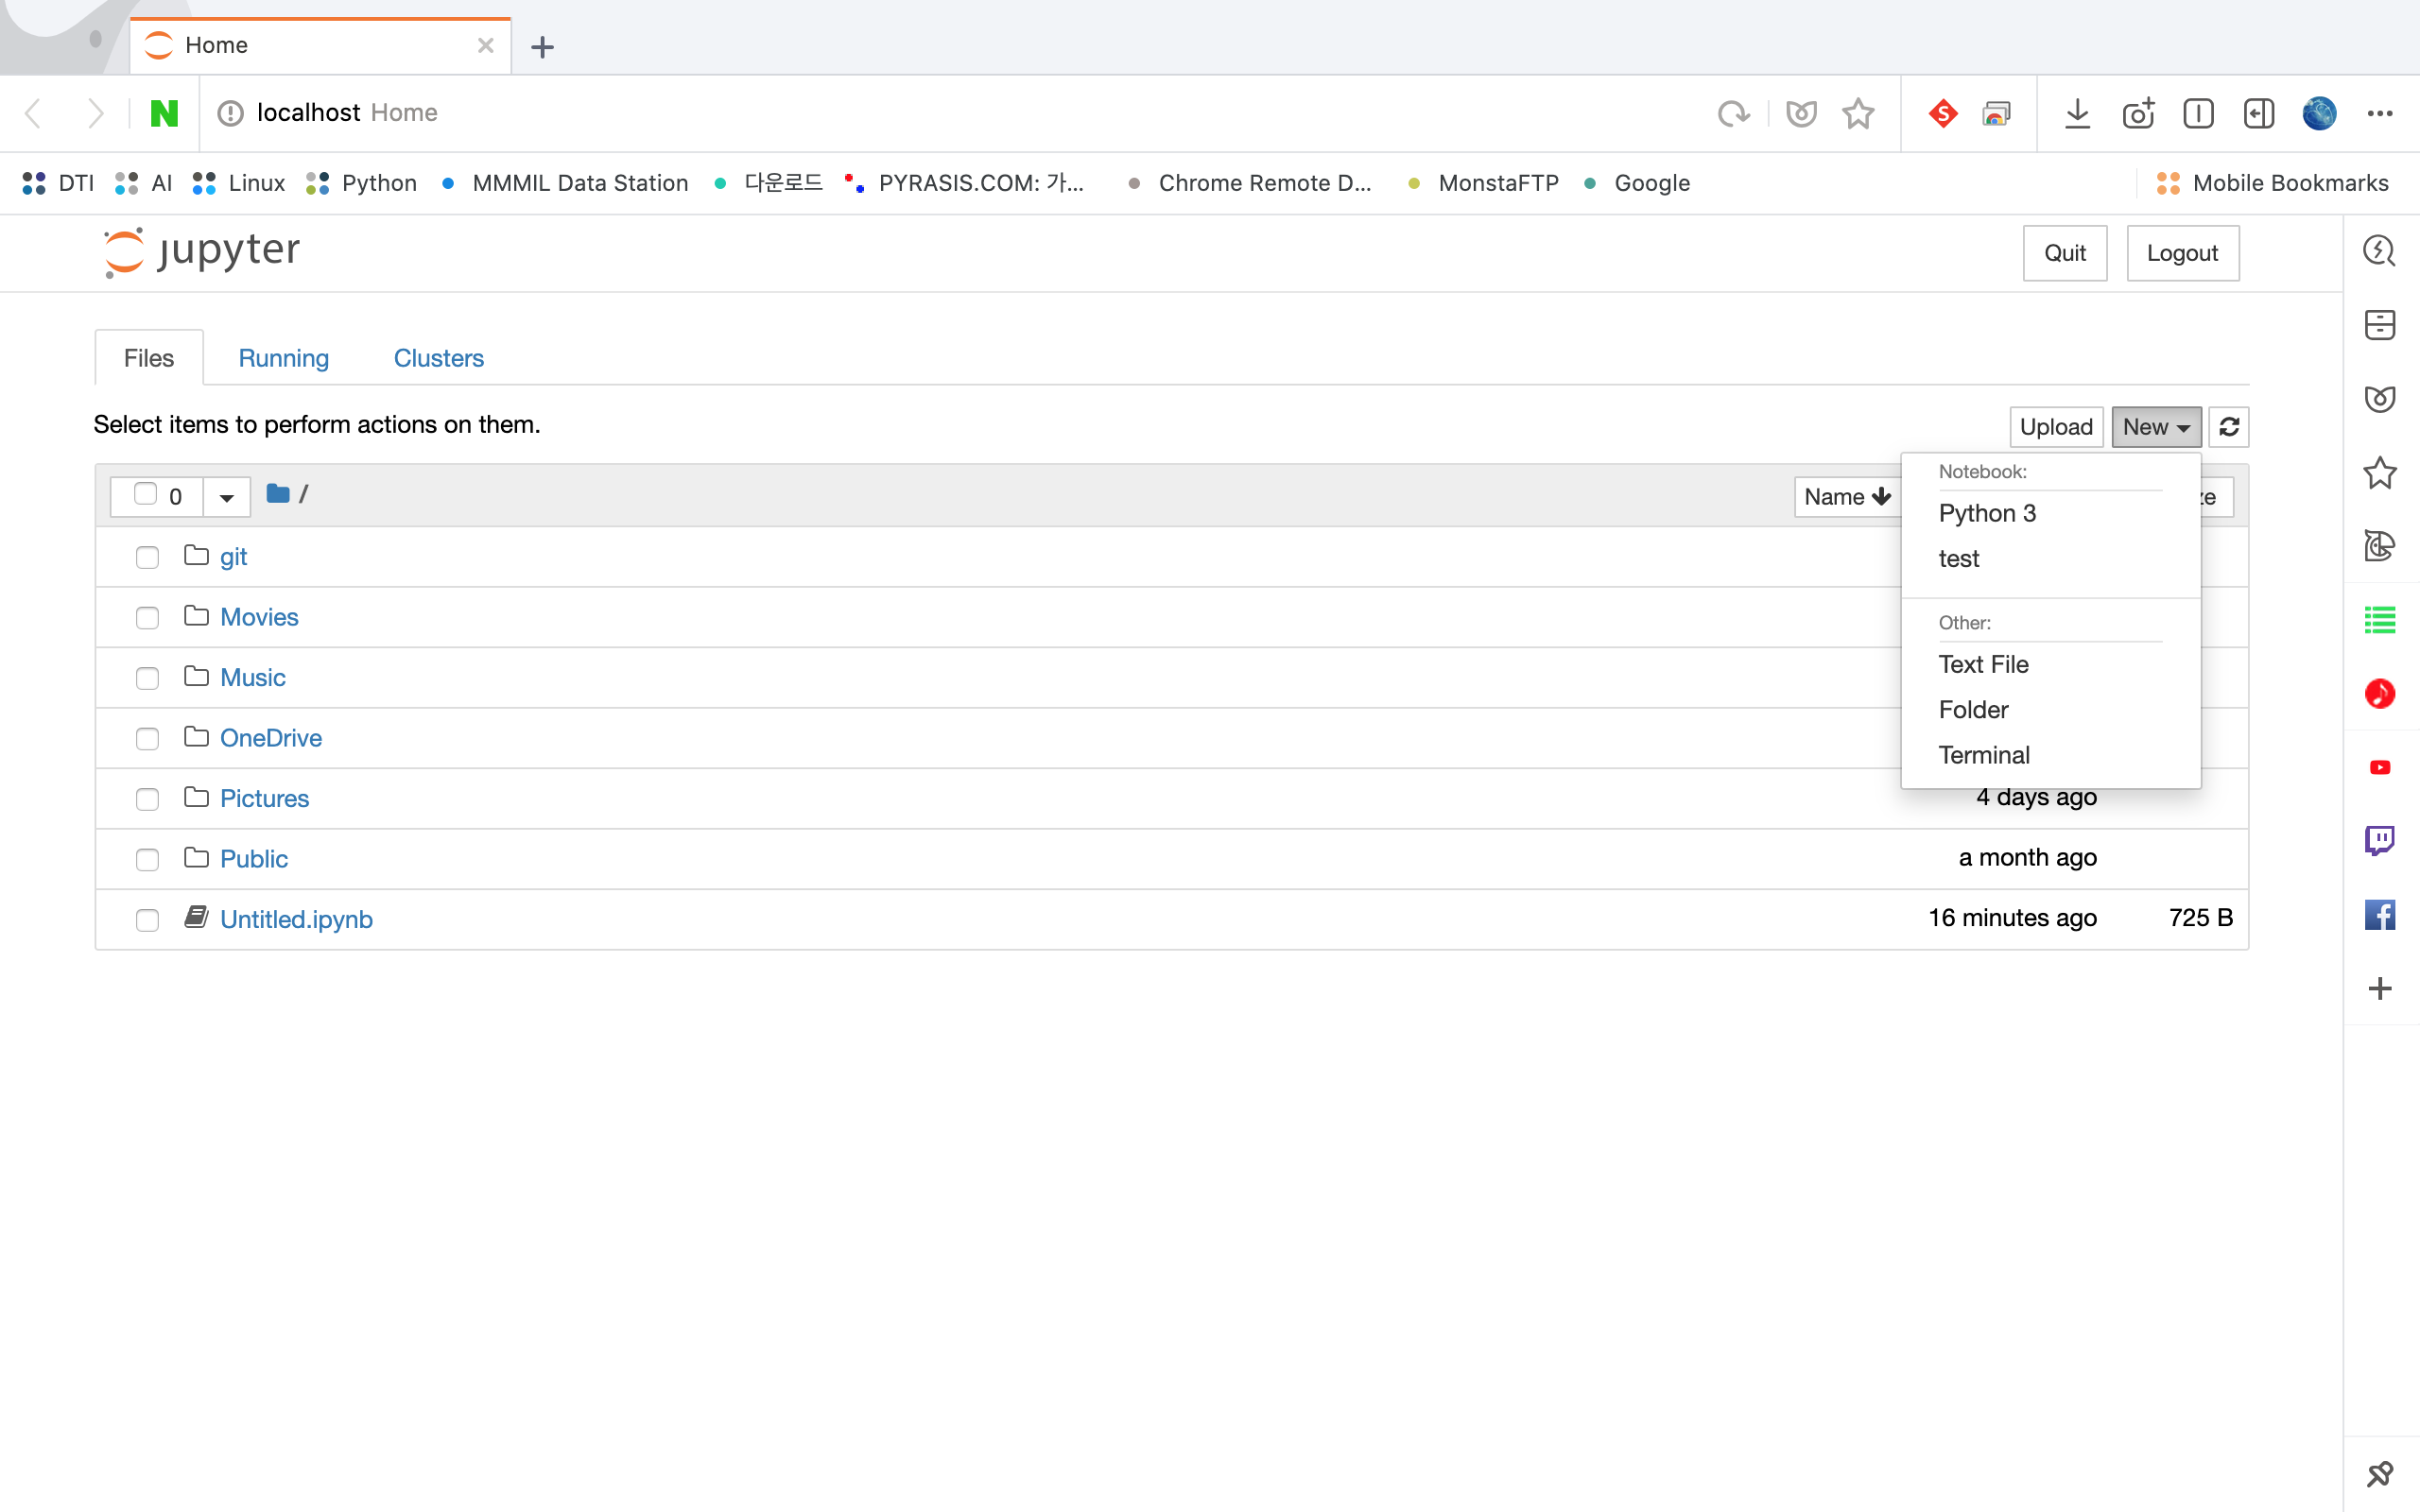 Home
localhost Home
DTI AI Linux Python MMMIL Data Station 다운로드 PYRASIS.COM: 가... Chrome Remote D... MonstaFTP Google Mobile Bookmarks
jupyter
Quit Logout
Files Running Clusters
Select items to perform actions on them.
Upload New
0 /
Name
Notebook:
Python 3
test
Other:
Text File
Folder
Terminal
git
Movies
Music
OneDrive
Pictures 4 days ago
Public a month ago
Untitled.ipynb 16 minutes ago 725 B